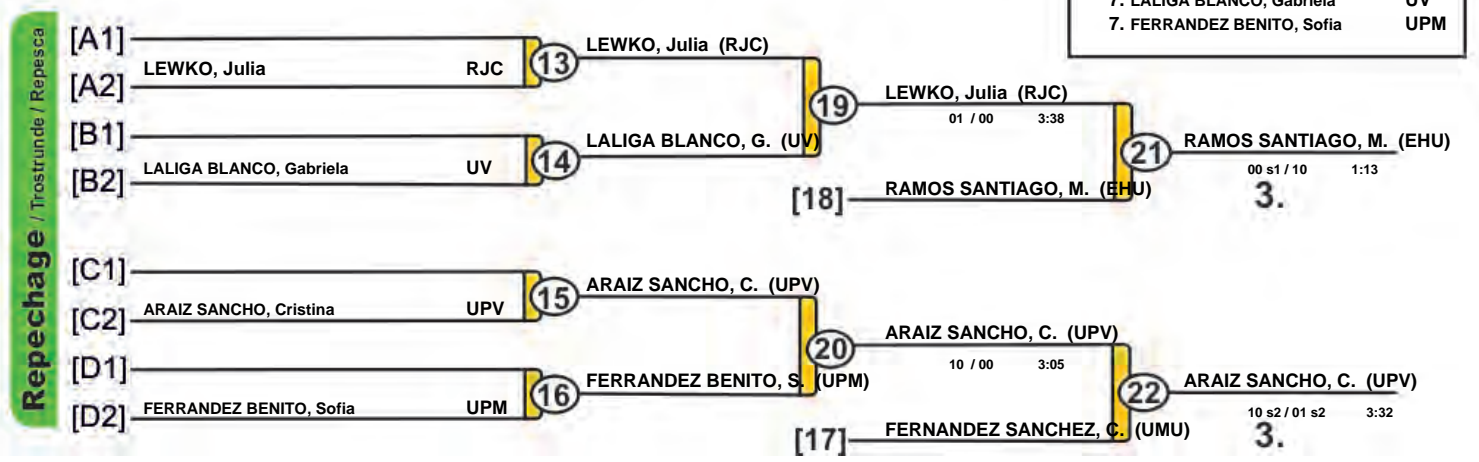 7. LALIGA BLANCO, Gabriela UV
7. FERRANDEZ BENITO, Sofia UPM
Repechage / Trostrunde / Repesca
[A1]
LEWKO, Julia RJC
[A2]
13
LEWKO, Julia (RJC)
[B1]
LALIGA BLANCO, Gabriela UV
[B2]
14
LALIGA BLANCO, G. (UV)
19
LEWKO, Julia (RJC)
01 / 00 3:38
[18]
RAMOS SANTIAGO, M. (EHU)
21
RAMOS SANTIAGO, M. (EHU)
00 s1 / 10 1:13
3.
[C1]
ARAIZ SANCHO, Cristina UPV
[C2]
15
ARAIZ SANCHO, C. (UPV)
[D1]
FERRANDEZ BENITO, Sofia UPM
[D2]
16
FERRANDEZ BENITO, S. (UPM)
20
ARAIZ SANCHO, C. (UPV)
10 / 00 3:05
[17]
FERNANDEZ SANCHEZ, C. (UMU)
22
ARAIZ SANCHO, C. (UPV)
10 s2 / 01 s2 3:32
3.